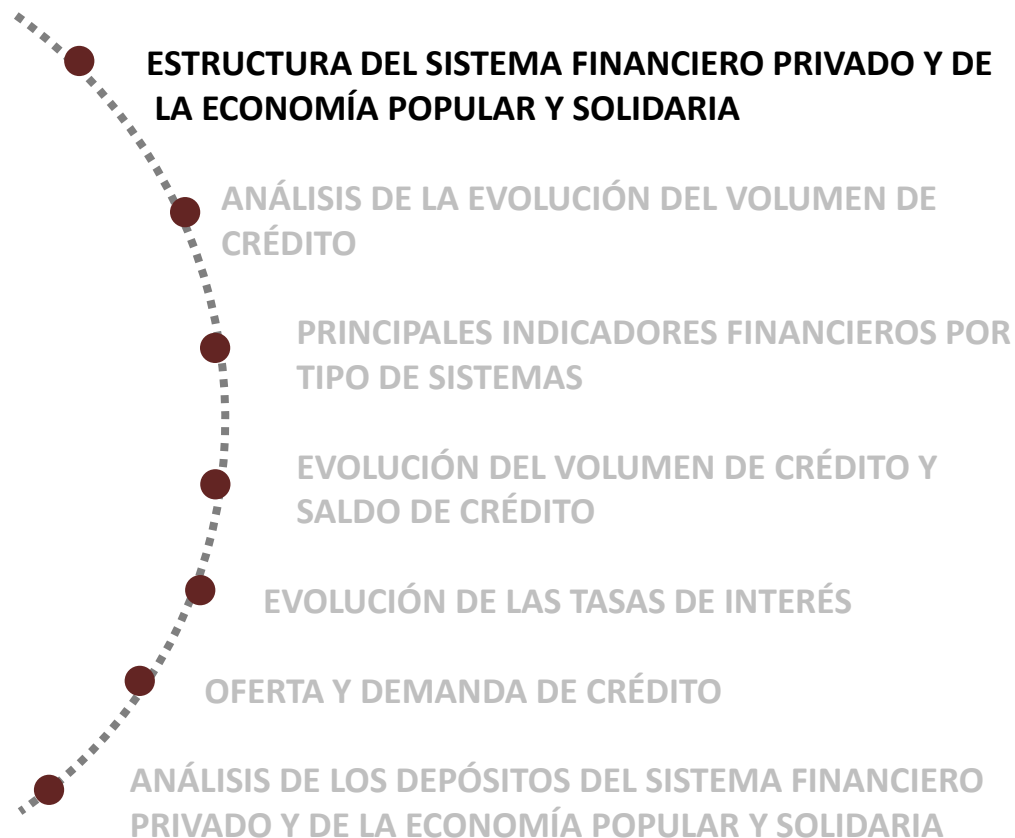 ESTRUCTURA DEL SISTEMA FINANCIERO PRIVADO Y DE
LA ECONOMÍA POPULAR Y SOLIDARIA
ANÁLISIS DE LA EVOLUCIÓN DEL VOLUMEN DE
CRÉDITO
PRINCIPALES INDICADORES FINANCIEROS POR
TIPO DE SISTEMAS
EVOLUCIÓN DEL VOLUMEN DE CRÉDITO Y
SALDO DE CRÉDITO
EVOLUCIÓN DE LAS TASAS DE INTERÉS
OFERTA Y DEMANDA DE CRÉDITO
ANÁLISIS DE LOS DEPÓSITOS DEL SISTEMA FINANCIERO
PRIVADO Y DE LA ECONOMÍA POPULAR Y SOLIDARIA